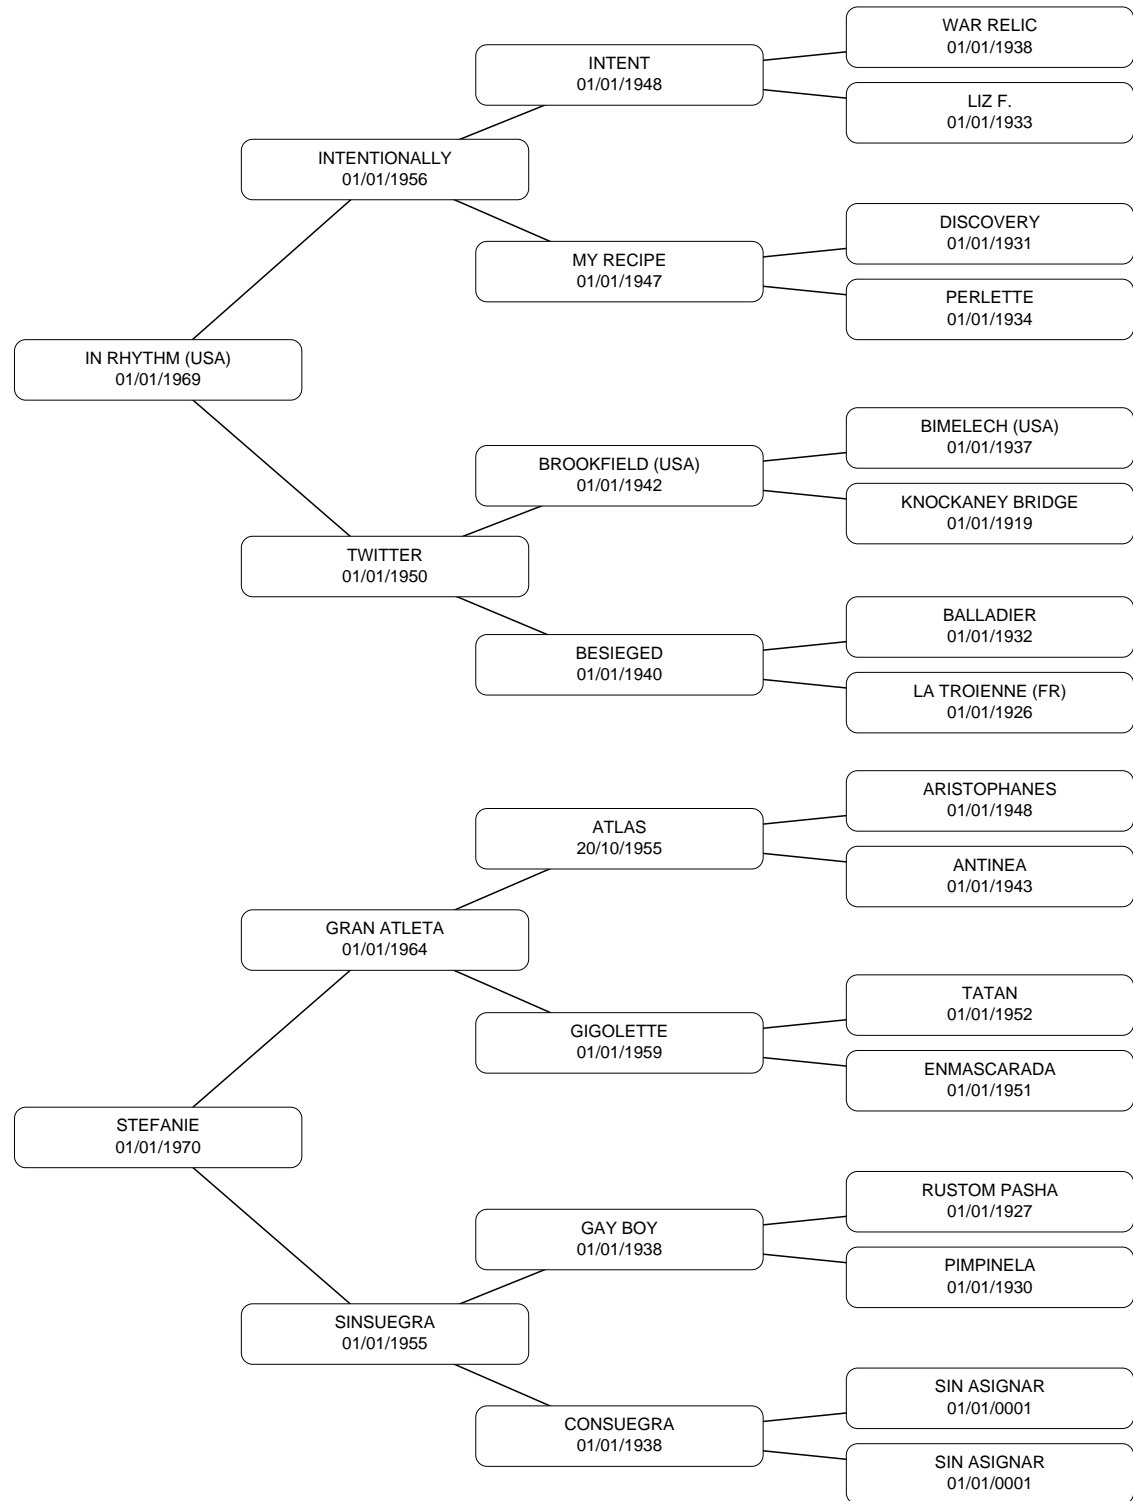 WAR RELIC
01/01/1938
INTENT
01/01/1948
LIZ F.
01/01/1933
INTENTIONALLY
01/01/1956
DISCOVERY
01/01/1931
MY RECIPE
01/01/1947
PERLETTE
01/01/1934
IN RHYTHM (USA)
01/01/1969
BIMELECH (USA)
01/01/1937
BROOKFIELD (USA)
01/01/1942
KNOCKANEY BRIDGE
01/01/1919
TWITTER
01/01/1950
BALLADIER
01/01/1932
BESIEGED
01/01/1940
LA TROIENNE (FR)
01/01/1926
ARISTOPHANES
01/01/1948
ATLAS
20/10/1955
ANTINEA
01/01/1943
GRAN ATLETA
01/01/1964
TATAN
01/01/1952
GIGOLETTE
01/01/1959
ENMASCARADA
01/01/1951
STEFANIE
01/01/1970
RUSTOM PASHA
01/01/1927
GAY BOY
01/01/1938
PIMPINELA
01/01/1930
SINSUEGRA
01/01/1955
SIN ASIGNAR
01/01/0001
CONSUEGRA
01/01/1938
SIN ASIGNAR
01/01/0001